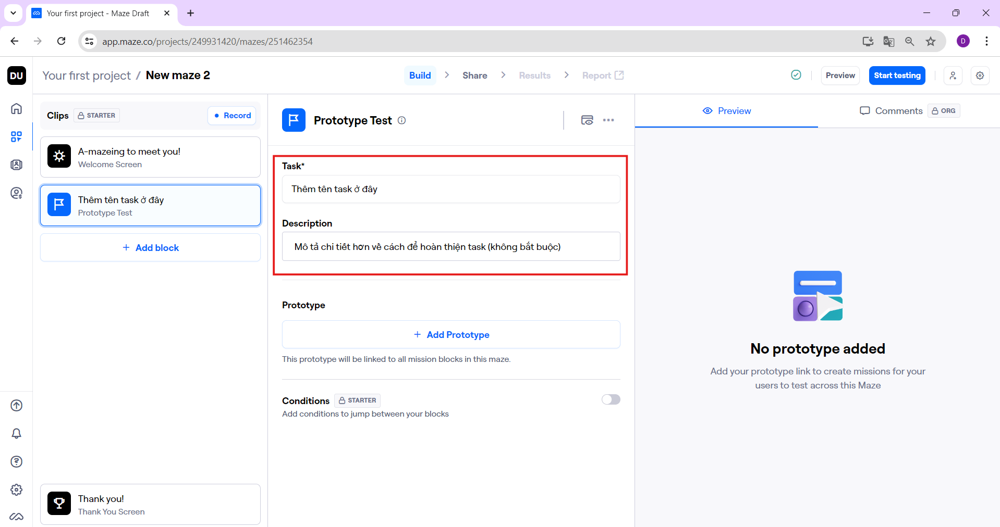 Your first project - Maze Draft
app.maze.co/projects/249931420/mazes/251462354
D
DU
Your first project / New maze 2
Build
Share
Results
Report
Preview
Start testing
Clips
STARTER
Record
A-mazeing to meet you!
Welcome Screen
Thêm tên task ở đây
Prototype Test
+ Add block
Thank you!
Thank You Screen
Prototype Test
Task*
Thêm tên task ở đây
Description
Mô tả chi tiết hơn về cách để hoàn thiện task (không bắt buộc)
Prototype
+ Add Prototype
This prototype will be linked to all mission blocks in this maze.
Conditions
STARTER
Add conditions to jump between your blocks
Preview
Comments
ORG
No prototype added
Add your prototype link to create missions for your
users to test across this Maze